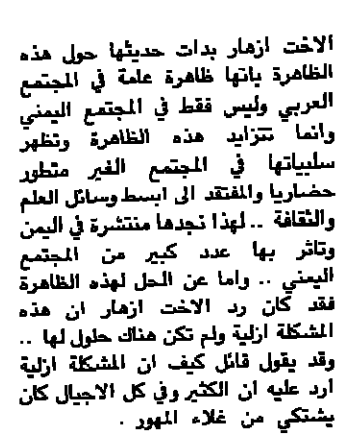 الاخت ازهار بدات حديثها حول هذه
الظاهرة بانها ظاهرة عامة في المجتمع
العربي وليس فقط في المجتمع اليمني
وانما تتزايد هذه الظاهرة وتظهر
سلبياتها في المجتمع الغير متطور
حضاريا والمفتقد الى ابسط وسائل العلم
والثقافة .. لهذا نجدها منتشرة في اليمن
وتاثر بها عدد كبير من المجتمع
اليمني .. واما عن الحل لهذه الظاهرة
فقد كان رد الاخت ازهار ان هذه
المشكلة ازلية ولم تكن هناك حلول لها ..
وقد يقول قائل كيف ان المشكلة ازلية
ارد عليه ان الكثير وفي كل الاجيال كان
يشتكي من غلاء المهور .